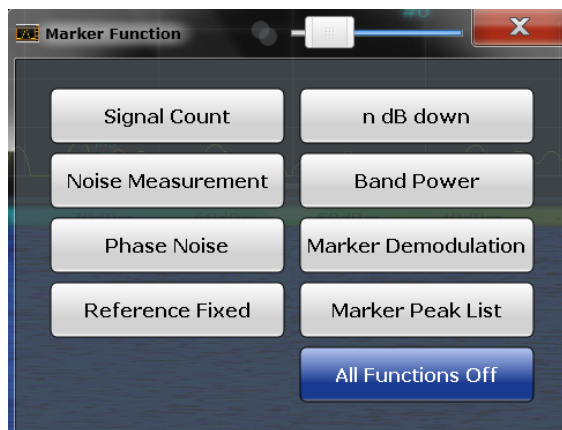 Marker Function
Signal Count
n dB down
Noise Measurement
Band Power
Phase Noise
Marker Demodulation
Reference Fixed
Marker Peak List
All Functions Off